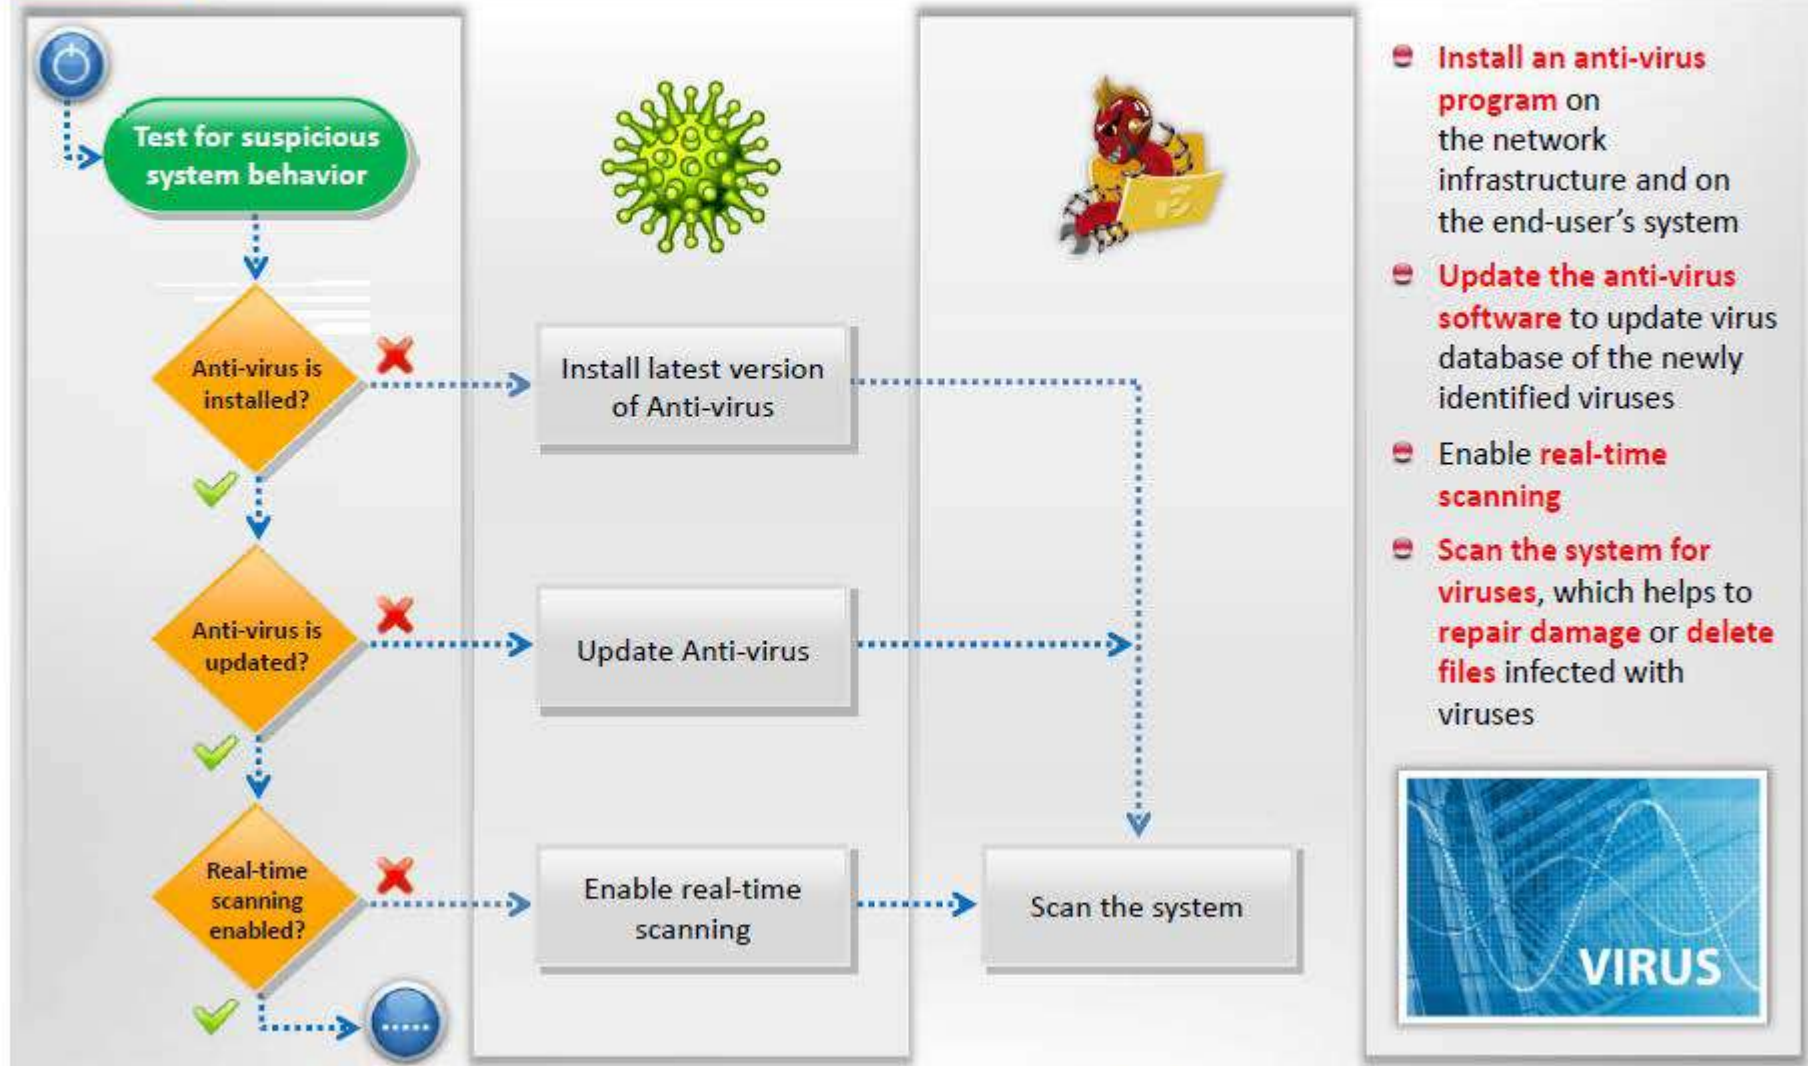 Test for suspicious
system behavior
Anti-virus is
installed?
Install latest version
of Anti-virus
Anti-virus is
updated?
Update Anti-virus
Real-time
scanning
enabled?
Enable real-time
scanning
Scan the system
Install an anti-virus
program on
the network
infrastructure and on
the end-user’s system
Update the anti-virus
software to update virus
database of the newly
identified viruses
Enable real-time
scanning
Scan the system for
viruses, which helps to
repair damage or delete
files infected with
viruses
VIRUS